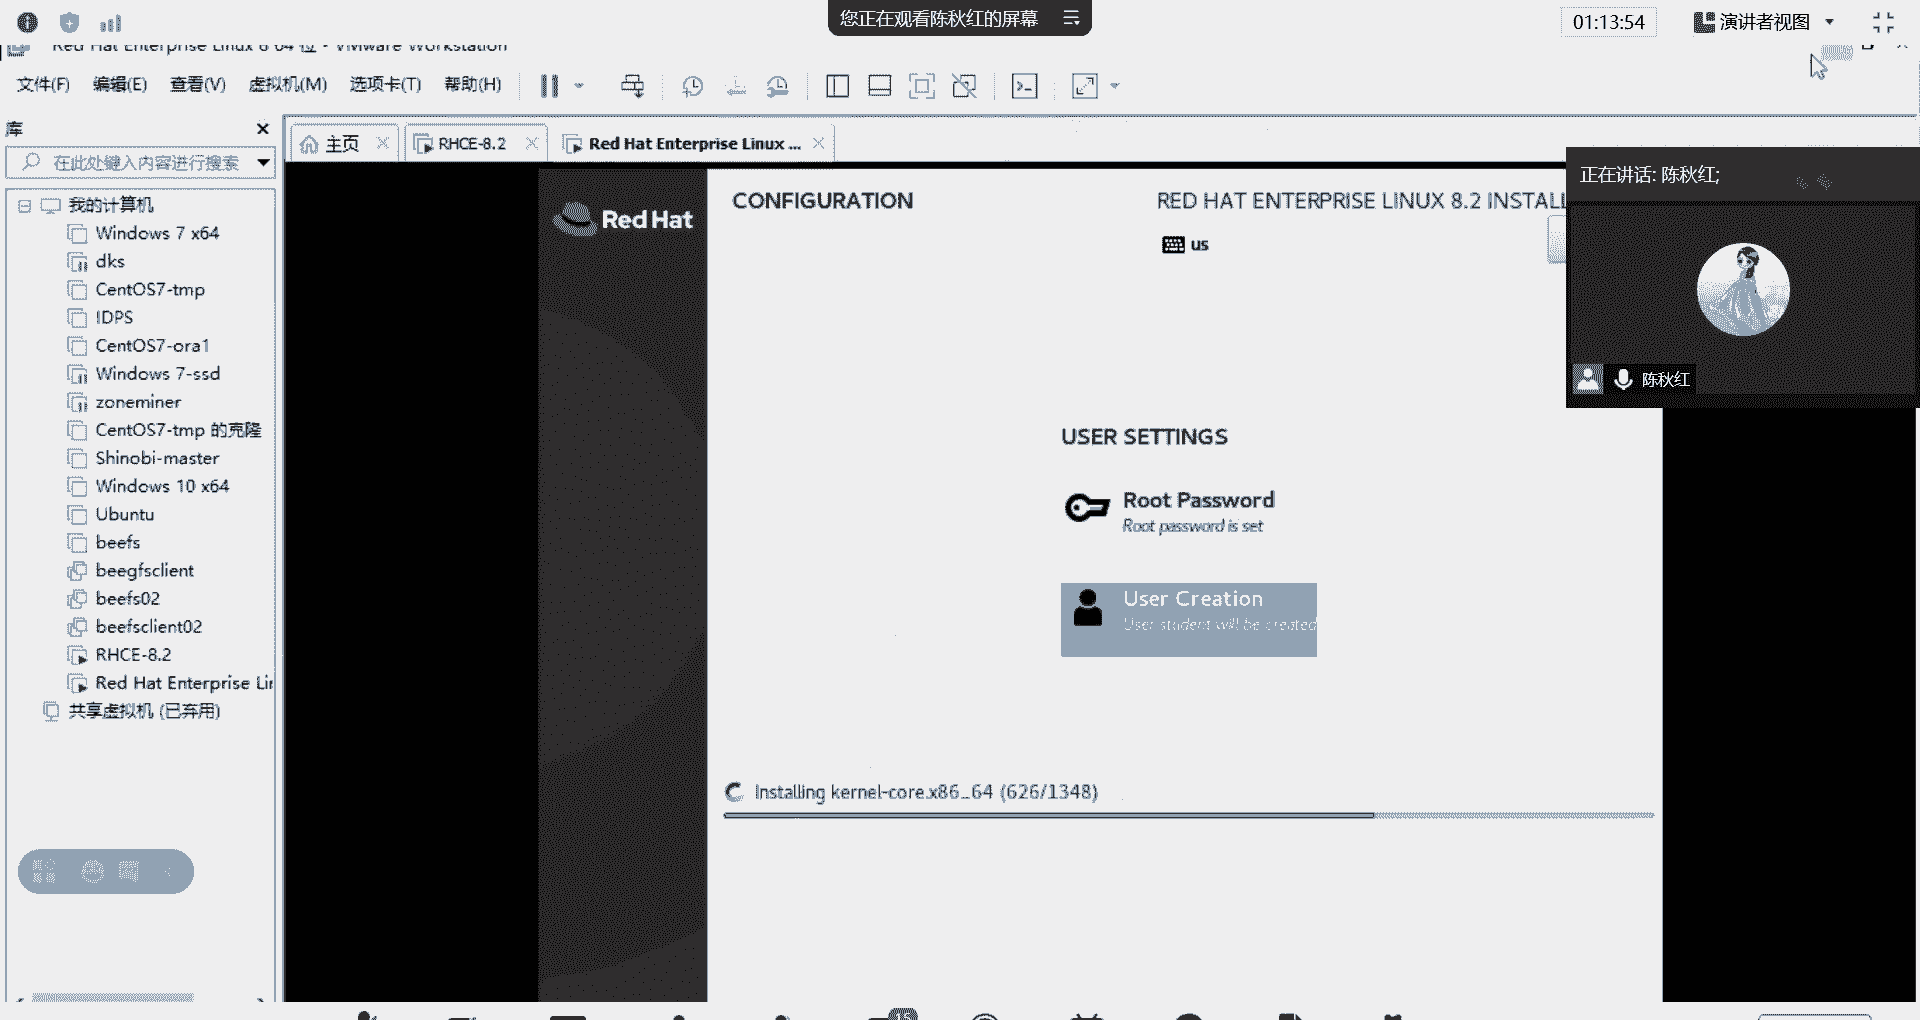 您正在观看陈秋红的屏幕
01:13:54
演讲者视图
Red Hat Enterprise Linux 8 64 位 - VMware Workstation
文件(F) 编辑(E) 查看(V) 虚拟机(M) 选项卡(T) 帮助(H)
库
在此处键入内容进行搜索
我的计算机
Windows 7 x64
dks
CentOS7-tmp
IDPS
CentOS7-ora1
Windows 7-ssd
zoneminer
CentOS7-tmp 的克隆
Shinobi-master
Windows 10 x64
Ubuntu
beefs
beegfsclient
beefs02
beefsclient02
RHCE-8.2
Red Hat Enterprise Lin
共享虚拟机 (已弃用)
主页
RHCE-8.2
Red Hat Enterprise Linux ...
Red Hat
CONFIGURATION
RED HAT ENTERPRISE LINUX 8.2 INSTALL
us
USER SETTINGS
Root Password
Root password is set
User Creation
User student will be created
Installing kernel-core.x86_64 (626/1348)
正在讲话: 陈秋红;
陈秋红